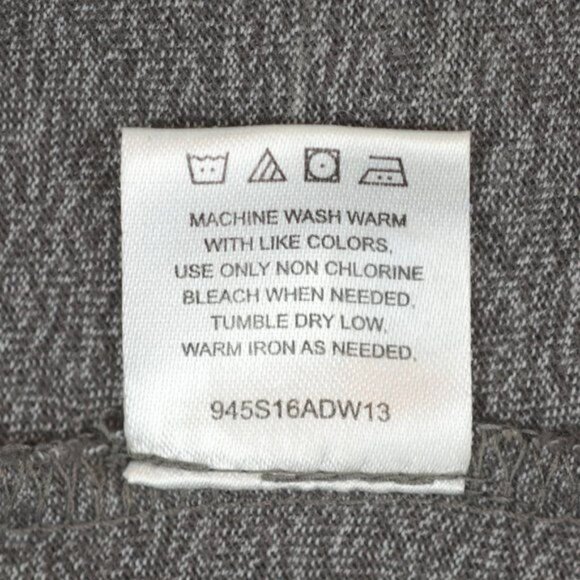 MACHINE WASH WARM
WITH LIKE COLORS.
USE ONLY NON CHLORINE
BLEACH WHEN NEEDED.
TUMBLE DRY LOW.
WARM IRON AS NEEDED.
945S16ADW13